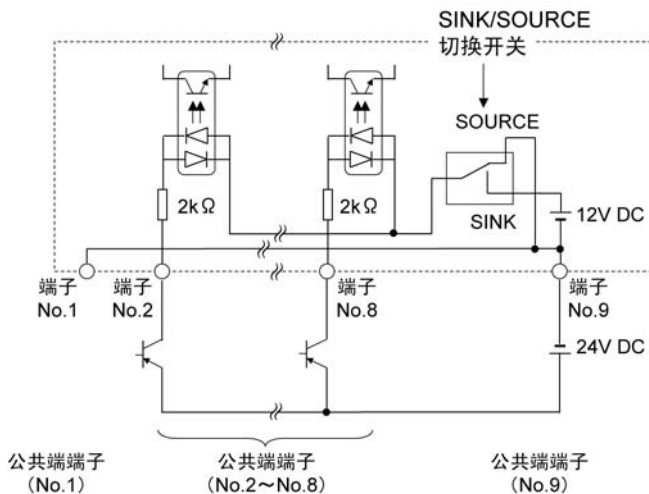 SINK/SOURCE
切换开关
SOURCE
2kΩ
2kΩ
SINK
12V DC
端子
No.1
端子
No.2
端子
No.8
端子
No.9
24V DC
公共端端子
(No.1)
公共端端子
(No.2～No.8)
公共端端子
(No.9)